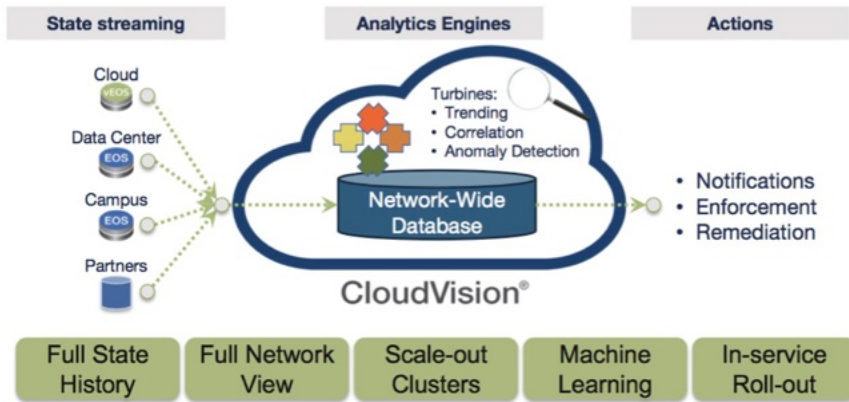 State streaming
Analytics Engines
Actions
Cloud
vEOS
Data Center
EOS
Campus
EOS
Partners
Turbines:
• Trending
• Correlation
• Anomaly Detection
Network-Wide
Database
• Notifications
• Enforcement
• Remediation
CloudVision®
Full State
History
Full Network
View
Scale-out
Clusters
Machine
Learning
In-service
Roll-out